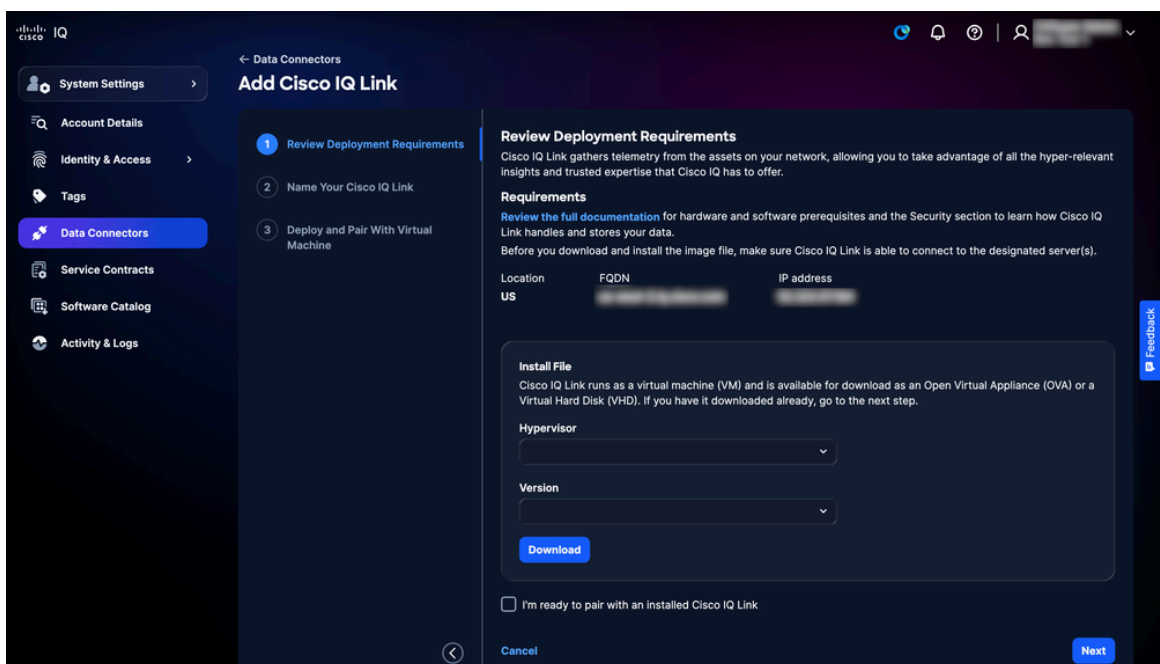 cisco IQ
← Data Connectors
Add Cisco IQ Link
System Settings
Account Details
Identity & Access
Tags
Data Connectors
Service Contracts
Software Catalog
Activity & Logs
1 Review Deployment Requirements
2 Name Your Cisco IQ Link
3 Deploy and Pair With Virtual
Machine
Review Deployment Requirements
Cisco IQ Link gathers telemetry from the assets on your network, allowing you to take advantage of all the hyper-relevant
insights and trusted expertise that Cisco IQ has to offer.
Requirements
Review the full documentation for hardware and software prerequisites and the Security section to learn how Cisco IQ
Link handles and stores your data.
Before you download and install the image file, make sure Cisco IQ Link is able to connect to the designated server(s).
Location FQDN IP address
US
Install File
Cisco IQ Link runs as a virtual machine (VM) and is available for download as an Open Virtual Appliance (OVA) or a
Virtual Hard Disk (VHD). If you have it downloaded already, go to the next step.
Hypervisor
Version
Download
I'm ready to pair with an installed Cisco IQ Link
Cancel Next
Feedback